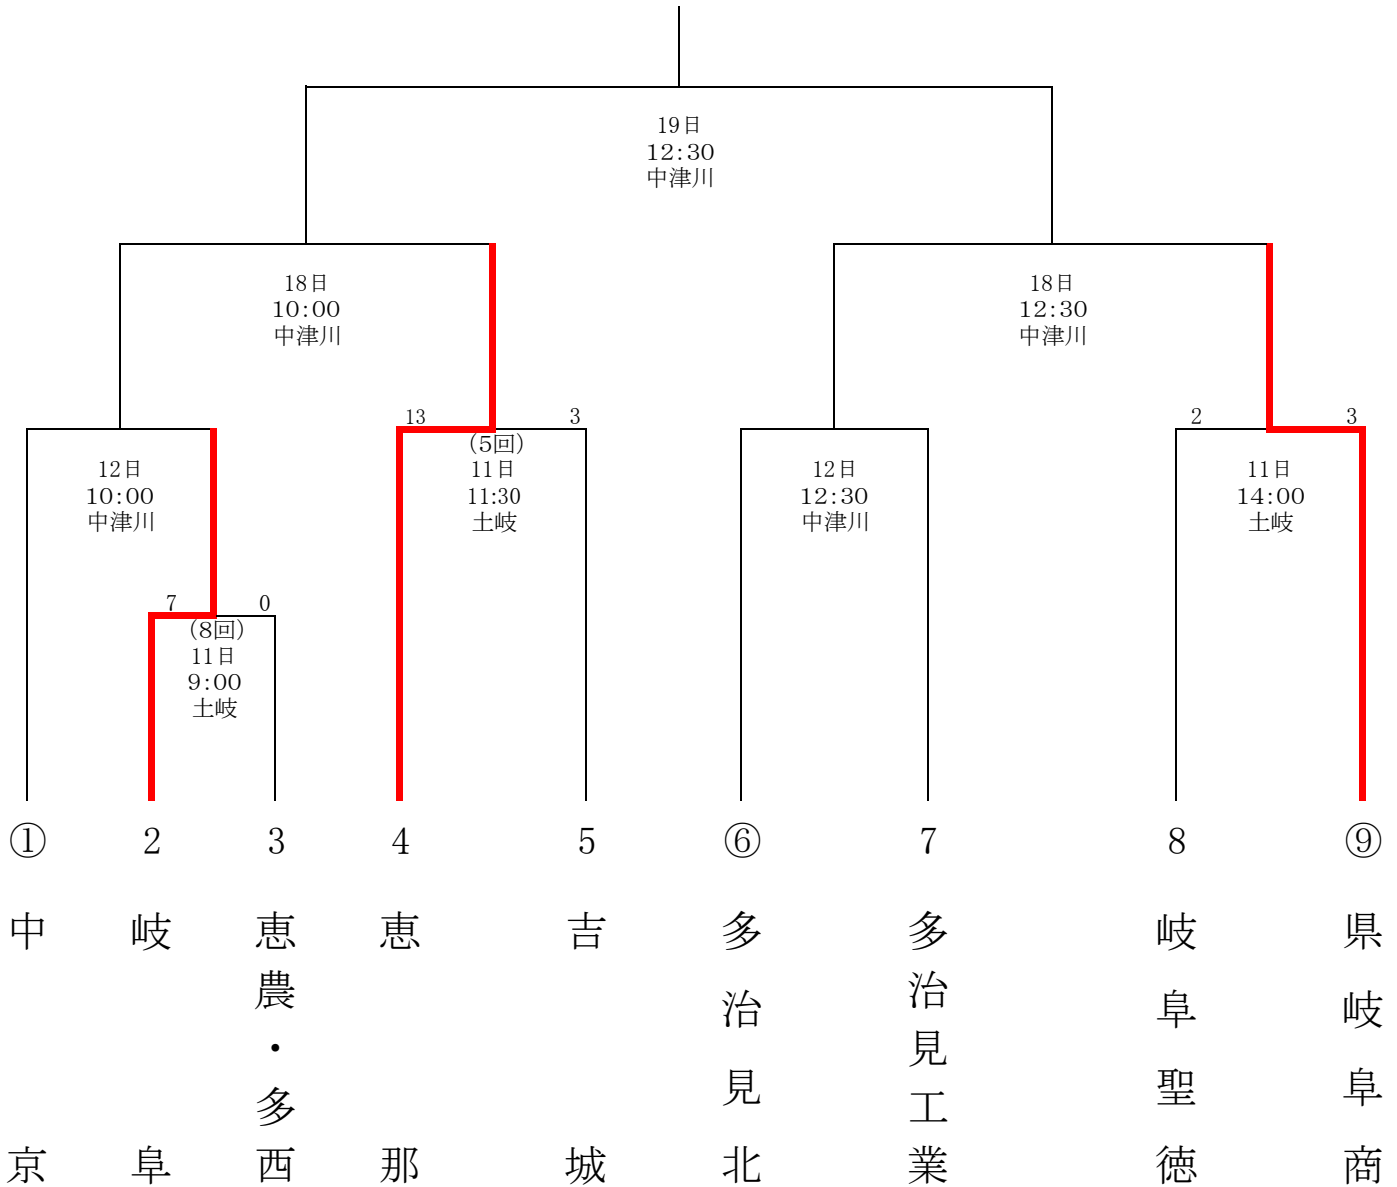 19日
12:30
中津川
18日
10:00
中津川
18日
12:30
中津川
13
3
2
3
(5回)
12日
10:00
中津川
11日
11:30
土岐
12日
12:30
中津川
11日
14:00
土岐
7
0
(8回)
11日
9:00
土岐
①
2
3
4
5
⑥
7
8
⑨
中京
岐阜
恵農・多西
恵那
吉城
多治見北
多治見工業
岐阜聖徳
県岐阜商